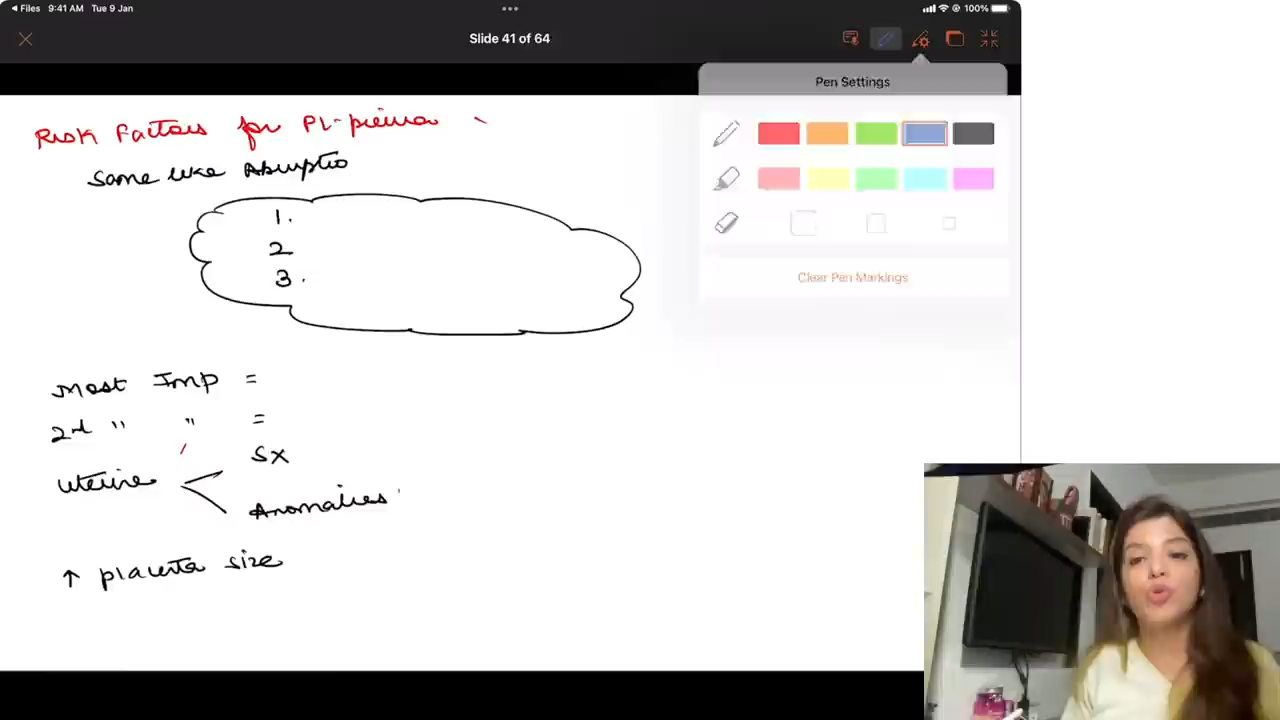 Files 9:41 AM Tue 9 Jan 100%
Slide 41 of 64
Pen Settings
Clear Pen Markings
Risk Factors for Pl. previa
Same like Abruptio
1.
2
3.
Most Imp =
2nd " " =
uterine
Sx
Anomalies
↑ placenta size